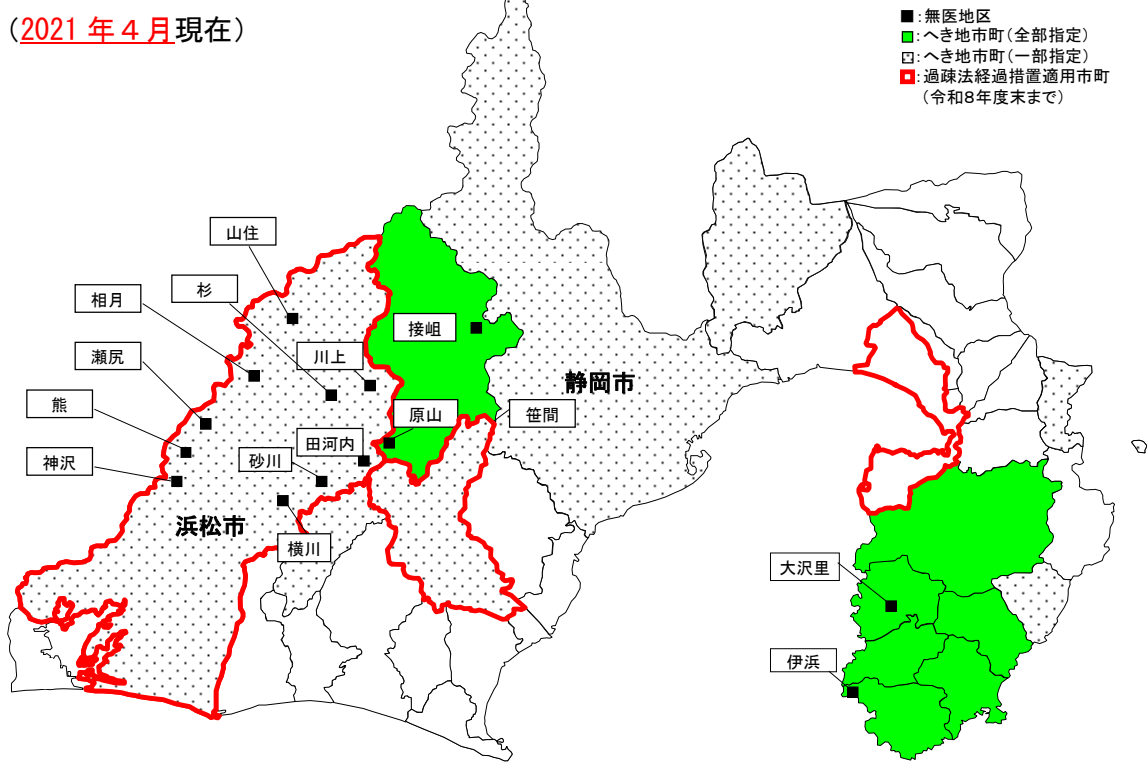 （2021 年４月現在）
■：無医地区
：へき地市町（全部指定）
：へき地市町（一部指定）
：過疎法経過措置適用市町
（令和8年度末まで）
山住
杉
相月
接岨
川上
瀬尻
静岡市
熊
原山
笹間
田河内
神沢
砂川
浜松市
横川
大沢里
伊浜